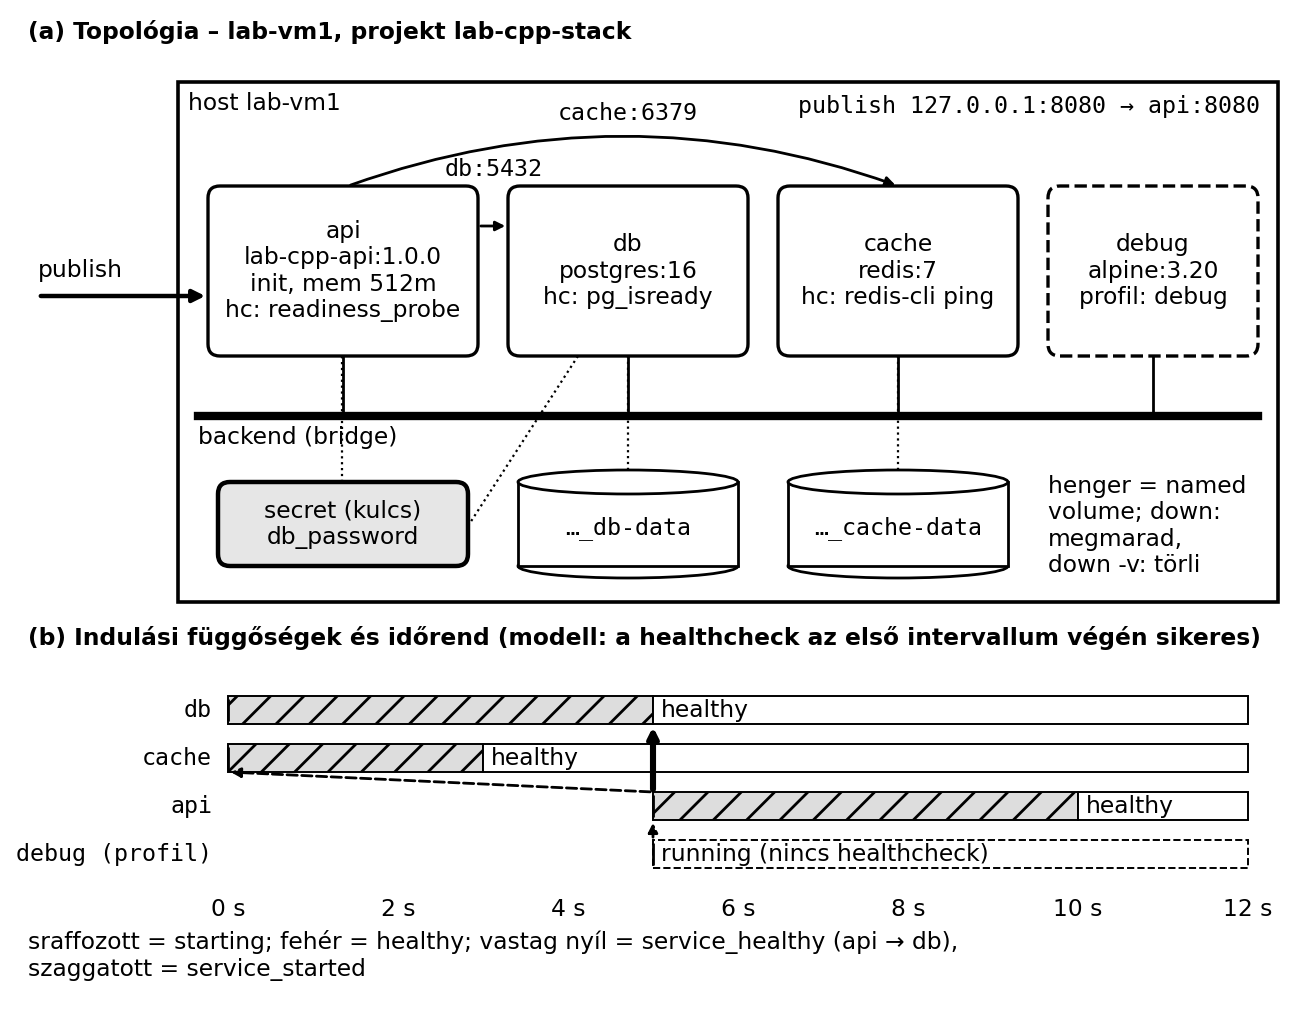 (a) Topológia – lab-vm1, projekt lab-cpp-stack
host lab-vm1
cache:6379
publish 127.0.0.1:8080 → api:8080
db:5432
publish
api
lab-cpp-api:1.0.0
init, mem 512m
hc: readiness_probe
db
postgres:16
hc: pg_isready
cache
redis:7
hc: redis-cli ping
debug
alpine:3.20
profil: debug
backend (bridge)
secret (kulcs)
db_password
…_db-data
…_cache-data
henger = named
volume; down:
megmarad,
down -v: törli
(b) Indulási függőségek és időrend (modell: a healthcheck az első intervallum végén sikeres)
db
healthy
cache
healthy
api
healthy
debug (profil)
running (nincs healthcheck)
0 s 2 s 4 s 6 s 8 s 10 s 12 s
sraffozott = starting; fehér = healthy; vastag nyíl = service_healthy (api → db),
szaggatott = service_started